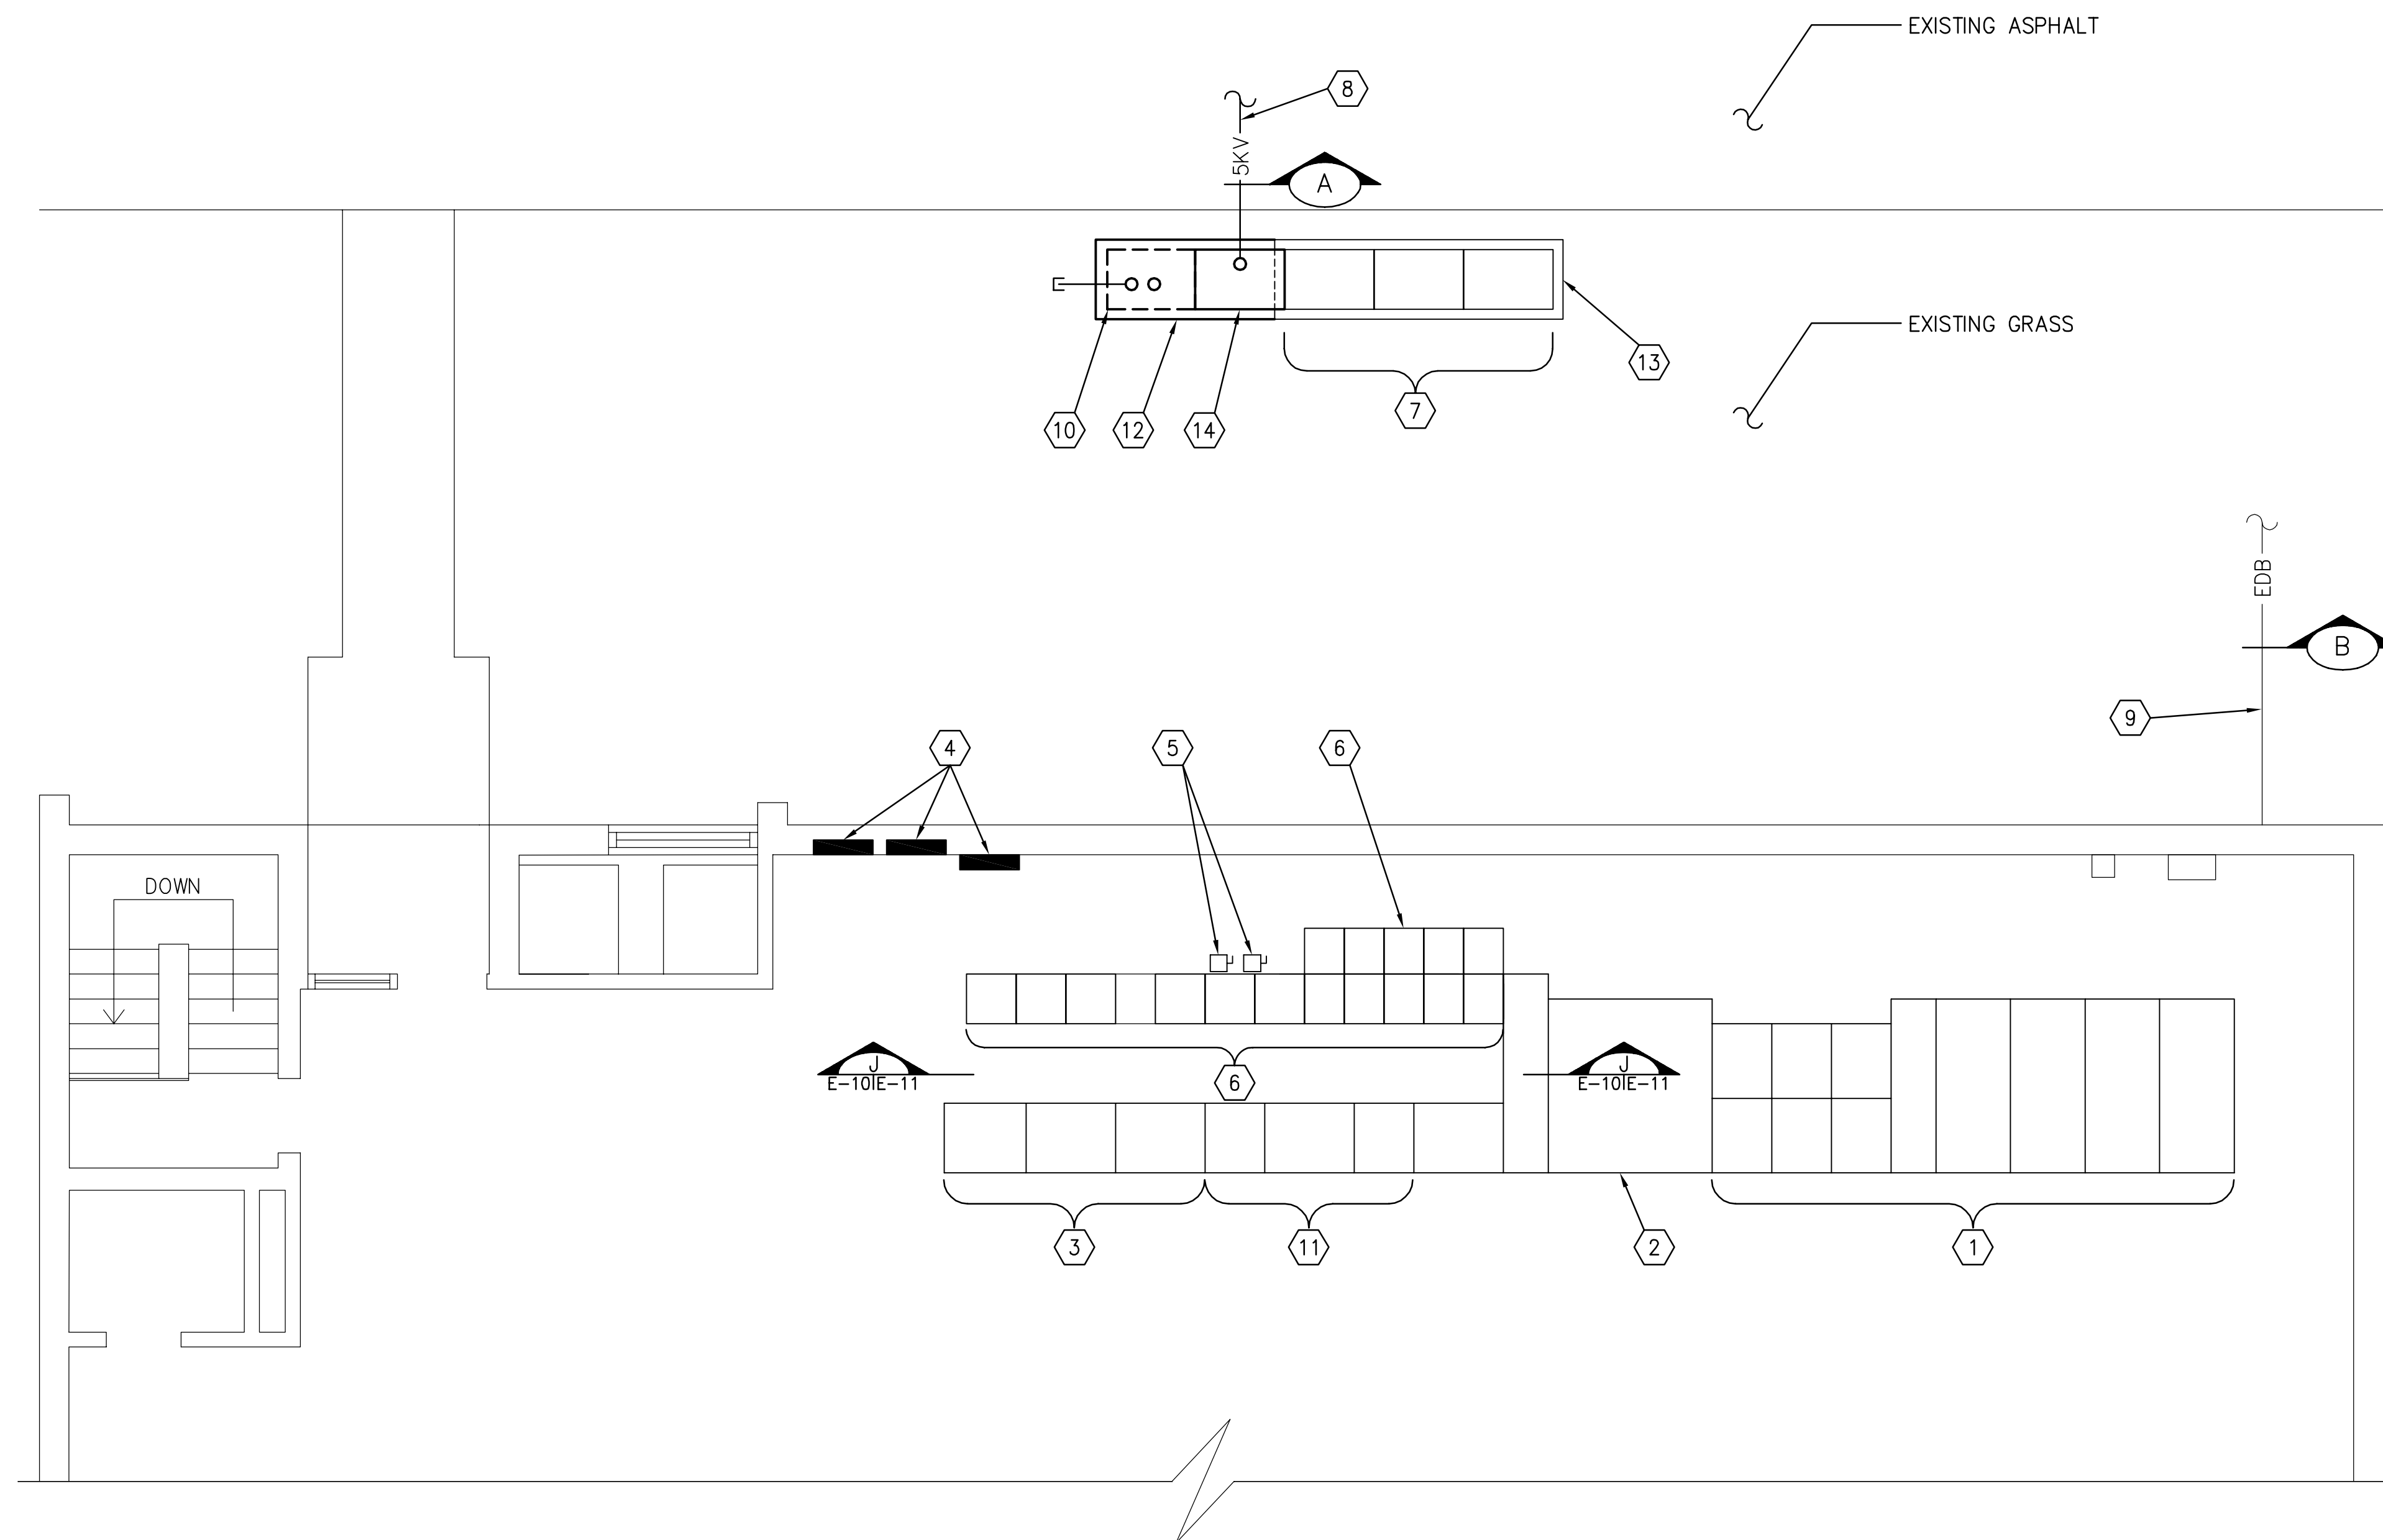 EXISTING ASPHALT
8
5KV
A
EXISTING GRASS
13
7
10
12
14
EDB
B
9
4
5
6
DOWN
J
E-10|E-11
6
J
E-10|E-11
3
11
2
1